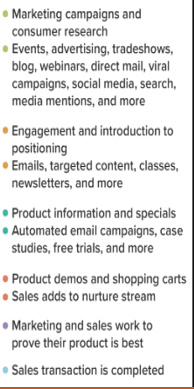 • Marketing campaigns and
consumer research
• Events, advertising, tradeshows,
blog, webinars, direct mail, viral
campaigns, social media, search,
media mentions, and more
• Engagement and introduction to
positioning
• Emails, targeted content, classes,
newsletters, and more
• Product information and specials
• Automated email campaigns, case
studies, free trials, and more
• Product demos and shopping carts
• Sales adds to nurture stream
• Marketing and sales work to
prove their product is best
• Sales transaction is completed